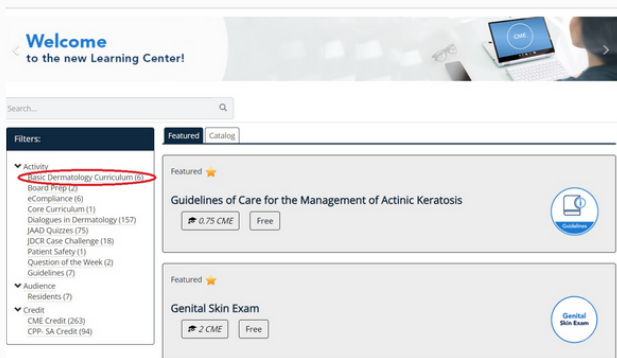 Welcome
to the new Learning Center!
CME
Search...
Filters:
Activity
Basic Dermatology Curriculum (6)
Board Prep (2)
eCompliance (6)
Core Curriculum (1)
Dialogues in Dermatology (157)
JAAD Quizzes (75)
JDCR Case Challenge (18)
Patient Safety (1)
Question of the Week (2)
Guidelines (7)
Audience
Residents (7)
Credit
CME Credit (263)
CPP- SA Credit (94)
Featured Catalog
Featured
Guidelines of Care for the Management of Actinic Keratosis
0.75 CME Free
Guidelines
Featured
Genital Skin Exam
2 CME Free
Genital
Skin Exam